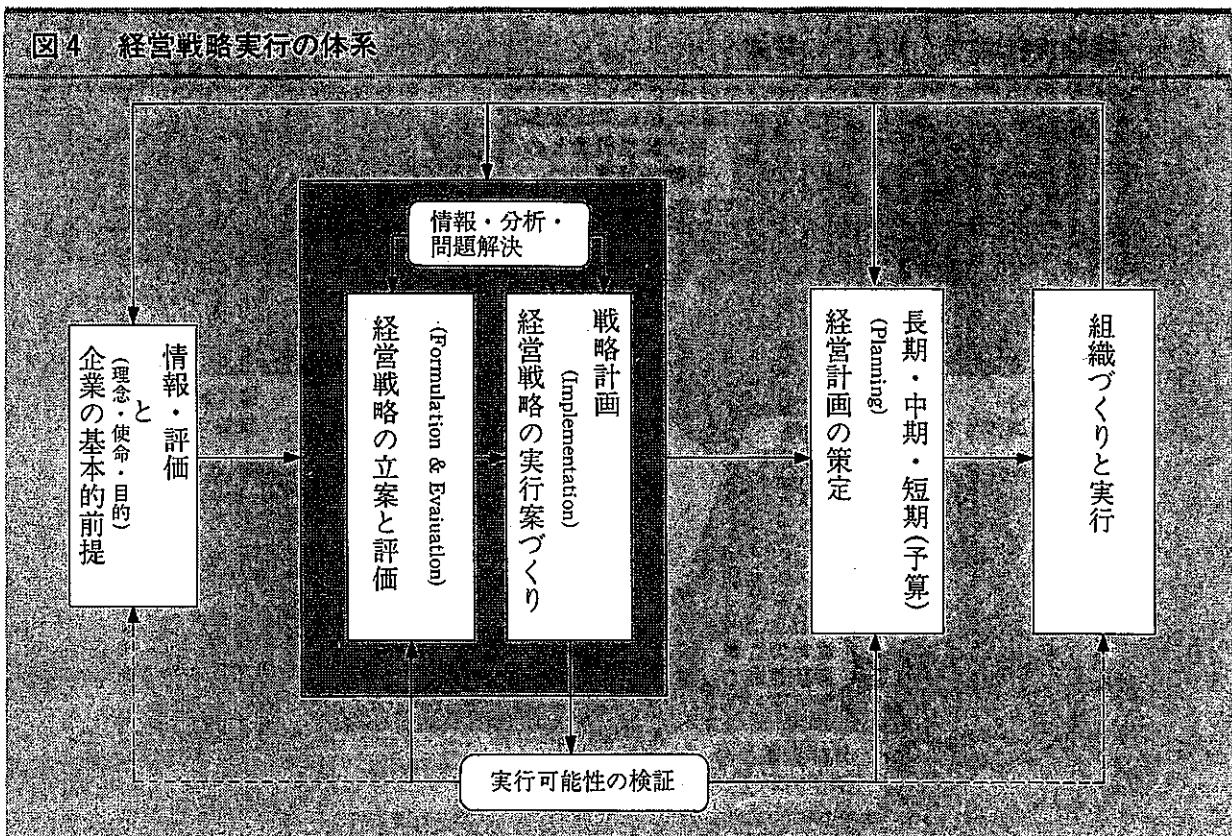 図4 経営戦略実行の体系
情報・分析・
問題解決
情報・評価
と
(理念・使命・目的)
企業の基本的前提
(Formulation & Evaiuation)
経営戦略の立案と評価
戦略計画
(Implementation)
経営戦略の実行案づくり
長期・中期・短期(予算)
(Planning)
経営計画の策定
組織づくりと実行
実行可能性の検証